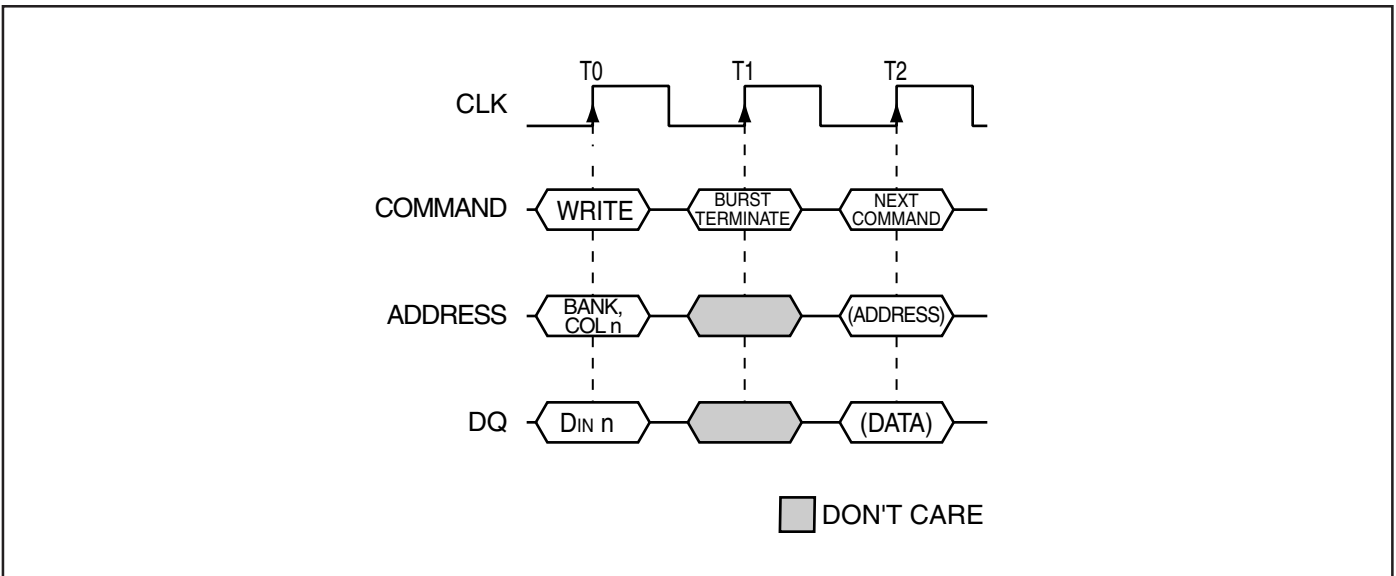 T0 T1 T2
CLK
COMMAND WRITE BURST TERMINATE NEXT COMMAND
ADDRESS BANK, COL n (ADDRESS)
DQ DIN n (DATA)
DON'T CARE